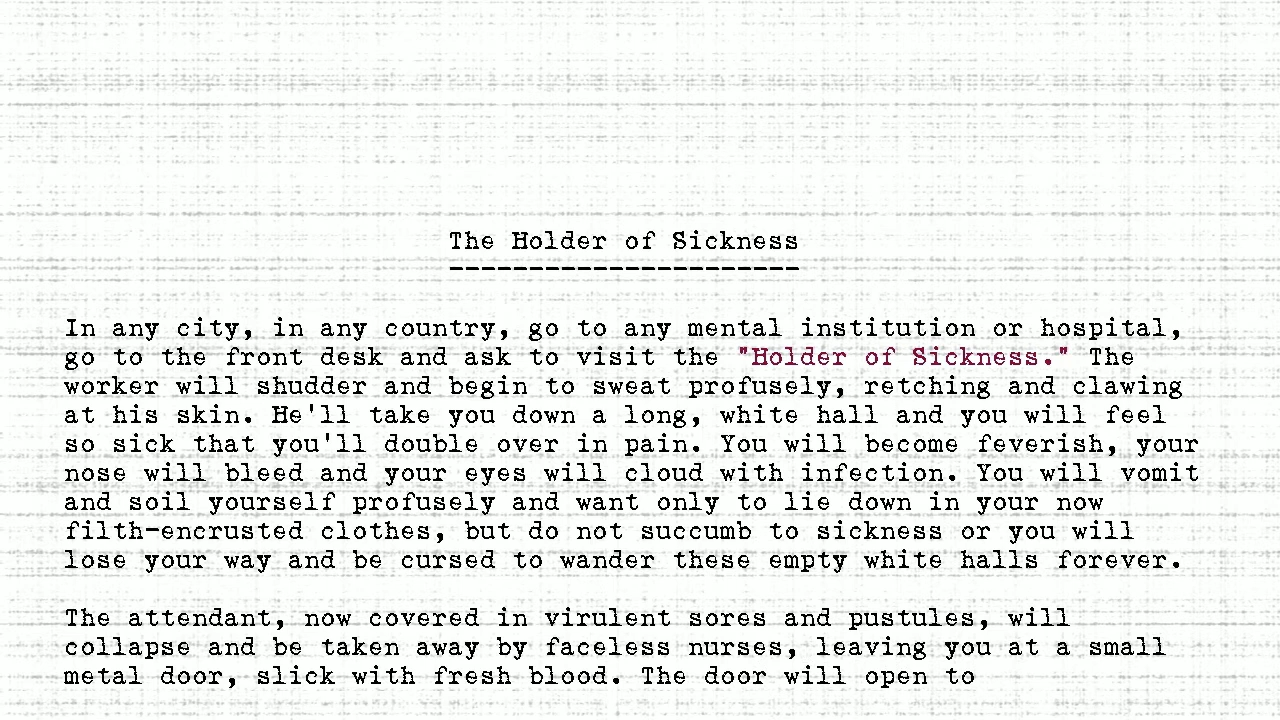 The Holder of Sickness
----------------------
In any city, in any country, go to any mental institution or hospital,
go to the front desk and ask to visit the "Holder of Sickness." The
worker will shudder and begin to sweat profusely, retching and clawing
at his skin. He'll take you down a long, white hall and you will feel
so sick that you'll double over in pain. You will become feverish, your
nose will bleed and your eyes will cloud with infection. You will vomit
and soil yourself profusely and want only to lie down in your now
filth-encrusted clothes, but do not succumb to sickness or you will
lose your way and be cursed to wander these empty white halls forever.
The attendant, now covered in virulent sores and pustules, will
collapse and be taken away by faceless nurses, leaving you at a small
metal door, slick with fresh blood. The door will open to